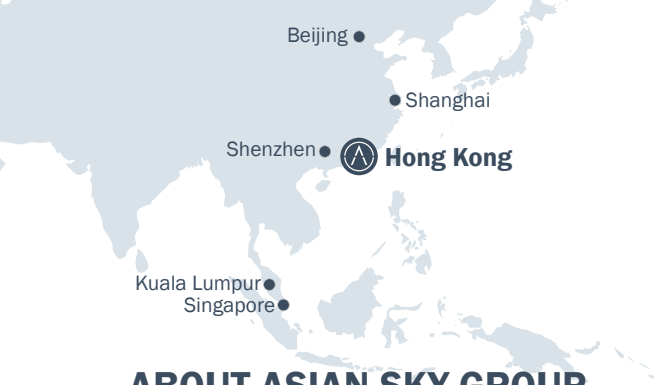 Beijing
Shanghai
Shenzhen
Hong Kong
Kuala Lumpur
Singapore
ABOUT ASIAN SKY GROUP